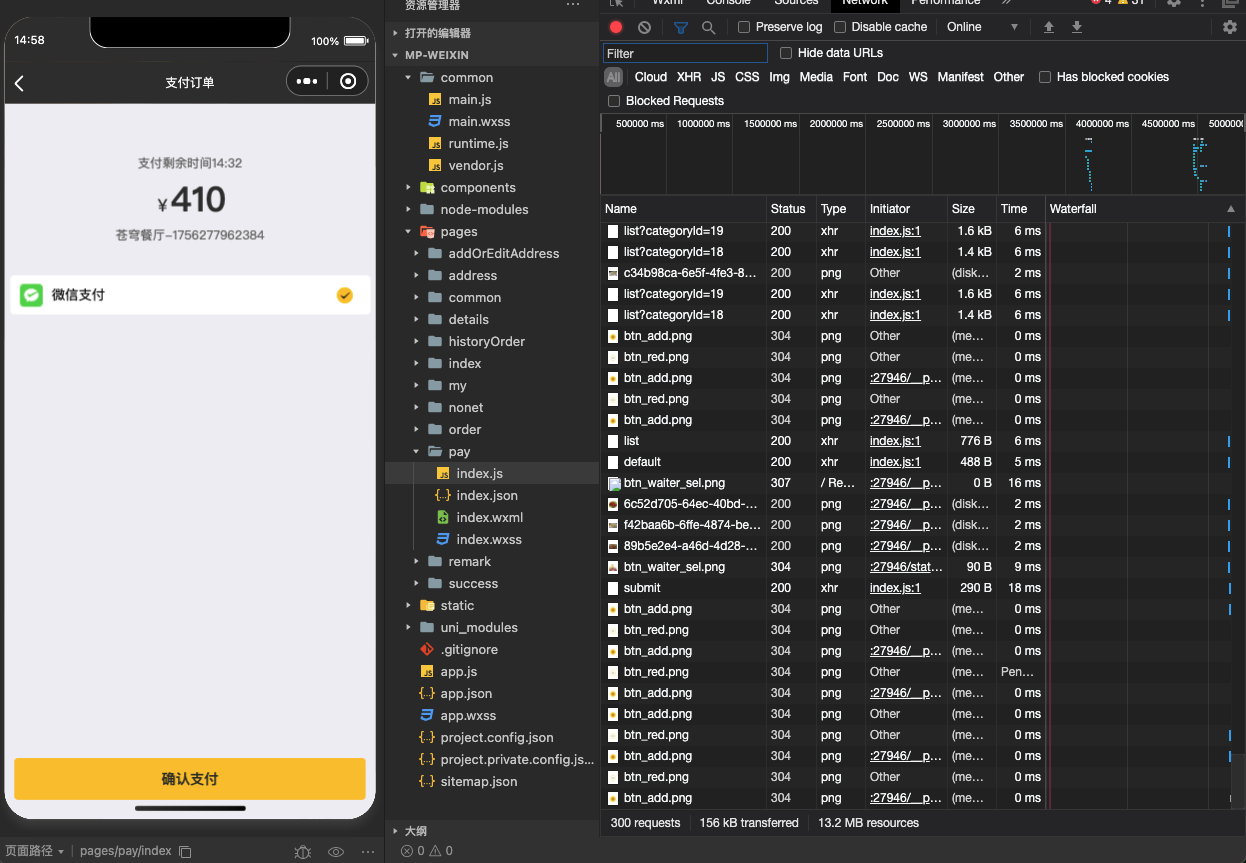 14:58
100%
支付订单
支付剩余时间14:32
¥410
苍穹餐厅-1756277962384
微信支付
确认支付
页面路径
pages/pay/index
资源管理器
打开的编辑器
MP-WEIXIN
common
main.js
main.wxss
runtime.js
vendor.js
components
node-modules
pages
addOrEditAddress
address
common
details
historyOrder
index
my
nonet
order
pay
index.js
index.json
index.wxml
index.wxss
remark
success
static
uni_modules
.gitignore
app.js
app.json
app.wxss
project.config.json
project.private.config.js...
sitemap.json
大纲
0 0
Wxml Console Sources Network Performance 4 31
Preserve log Disable cache Online
Filter Hide data URLs
All Cloud XHR JS CSS Img Media Font Doc WS Manifest Other Has blocked cookies
Blocked Requests
500000 ms 1000000 ms 1500000 ms 2000000 ms 2500000 ms 3000000 ms 3500000 ms 4000000 ms 4500000 ms 500000
Name Status Type Initiator Size Time Waterfall
list?categoryId=19 200 xhr index.js:1 1.6 kB 6 ms
list?categoryId=18 200 xhr index.js:1 1.4 kB 6 ms
c34b98ca-6e5f-4fe3-8... 200 png Other (disk... 2 ms
list?categoryId=19 200 xhr index.js:1 1.6 kB 6 ms
list?categoryId=18 200 xhr index.js:1 1.4 kB 6 ms
btn_add.png 304 png Other (me... 0 ms
btn_red.png 304 png Other (me... 0 ms
btn_add.png 304 png :27946/__p... (me... 0 ms
btn_red.png 304 png Other (me... 0 ms
btn_add.png 304 png :27946/__p... (me... 0 ms
list 200 xhr index.js:1 776 B 6 ms
default 200 xhr index.js:1 488 B 5 ms
btn_waiter_sel.png 307 / Re... :27946/__p... 0 B 16 ms
6c52d705-64ec-40bd-... 200 png :27946/__p... (disk... 2 ms
f42baa6b-6ffe-4874-be... 200 png :27946/__p... (disk... 2 ms
89b5e2e4-a46d-4d28-... 200 png :27946/__p... (disk... 2 ms
btn_waiter_sel.png 304 png :27946/stat... 90 B 9 ms
submit 200 xhr index.js:1 290 B 18 ms
btn_add.png 304 png Other (me... 0 ms
btn_red.png 304 png Other (me... 0 ms
btn_add.png 304 png :27946/__p... (me... 0 ms
btn_red.png 304 png Other (me... Pen...
btn_add.png 304 png :27946/__p... (me... 0 ms
btn_add.png 304 png Other (me... 0 ms
btn_red.png 304 png Other (me... 0 ms
btn_add.png 304 png :27946/__p... (me... 0 ms
btn_red.png 304 png Other (me... 0 ms
btn_add.png 304 png :27946/__p... (me... 0 ms
300 requests 156 kB transferred 13.2 MB resources